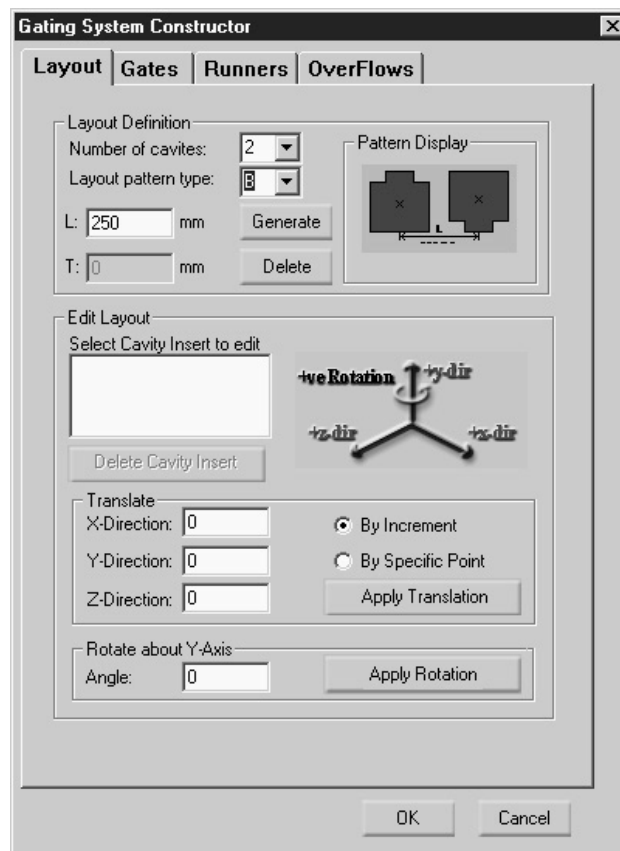 Gating System Constructor
Layout Gates Runners OverFlows
Layout Definition
Number of cavites: 2
Layout pattern type: B
L: 250 mm Generate
T: 0 mm Delete
Pattern Display
L
Edit Layout
Select Cavity Insert to edit
Delete Cavity Insert
+ve Rotation +y-dir
+z-dir +x-dir
Translate
X-Direction: 0 By Increment
Y-Direction: 0 By Specific Point
Z-Direction: 0 Apply Translation
Rotate about Y-Axis
Angle: 0 Apply Rotation
OK Cancel